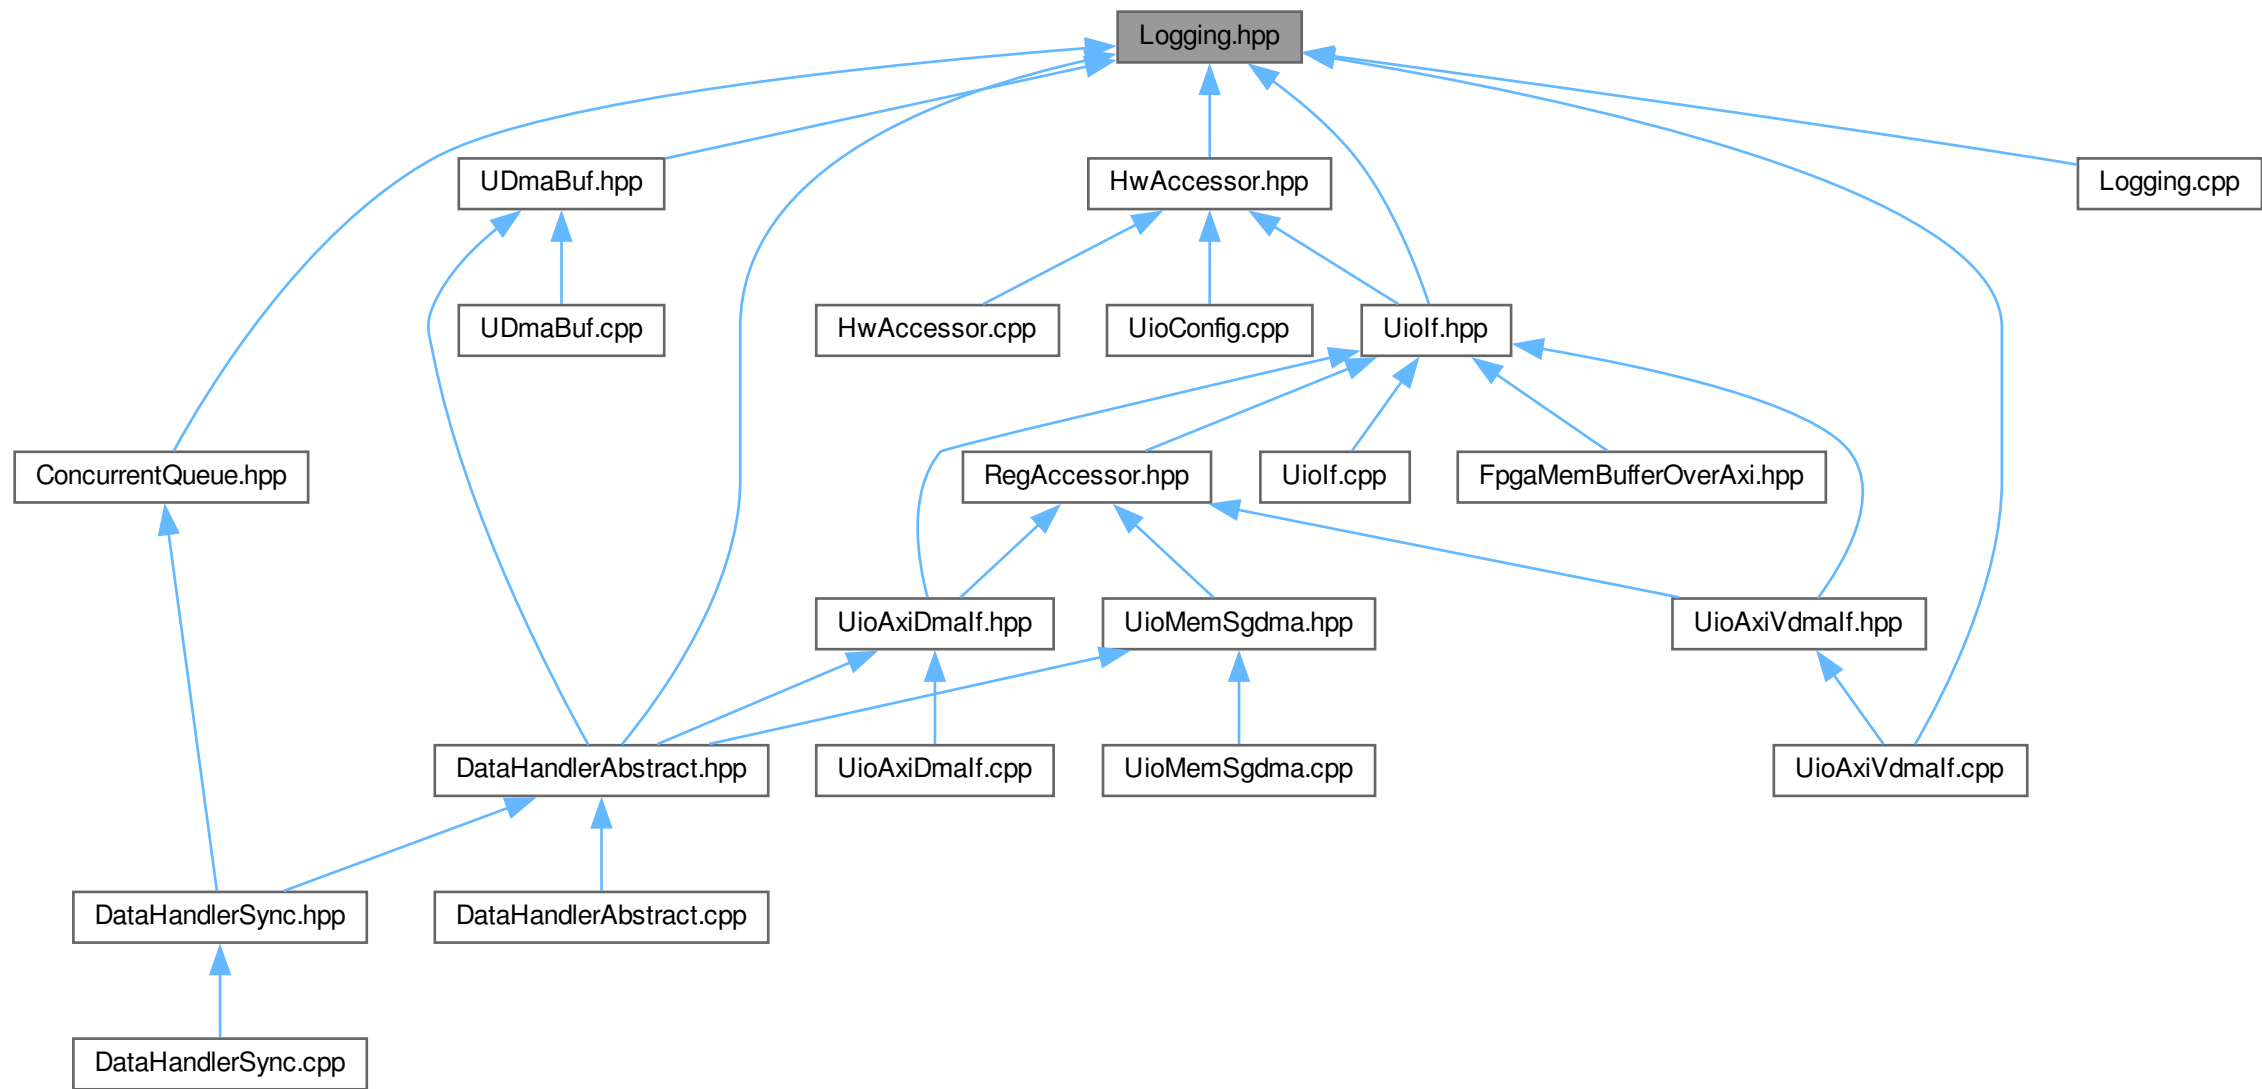 Logging.hpp
UDmaBuf.hpp
HwAccessor.hpp
Logging.cpp
UDmaBuf.cpp
HwAccessor.cpp
UioConfig.cpp
UioIf.hpp
ConcurrentQueue.hpp
RegAccessor.hpp
UioIf.cpp
FpgaMemBufferOverAxi.hpp
UioAxiDmaIf.hpp
UioMemSgdma.hpp
UioAxiVdmaIf.hpp
DataHandlerAbstract.hpp
UioAxiDmaIf.cpp
UioMemSgdma.cpp
UioAxiVdmaIf.cpp
DataHandlerSync.hpp
DataHandlerAbstract.cpp
DataHandlerSync.cpp